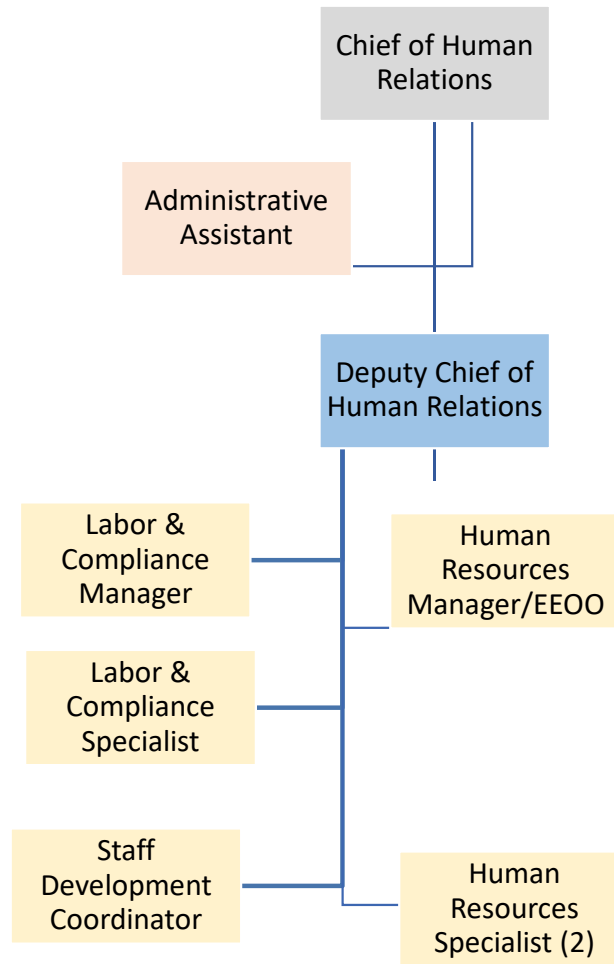 Chief of Human
Relations
Administrative
Assistant
Deputy Chief of
Human Relations
Labor &
Compliance
Manager
Human
Resources
Manager/EEOO
Labor &
Compliance
Specialist
Staff
Development
Coordinator
Human
Resources
Specialist (2)